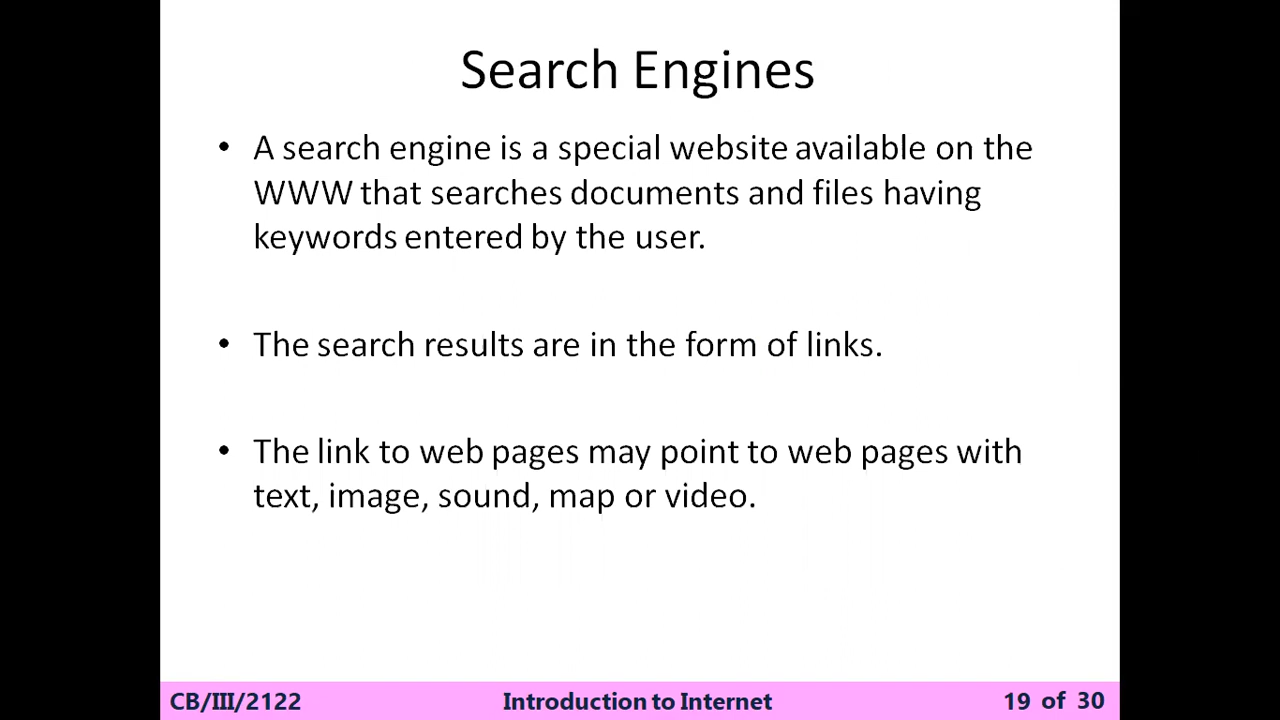 Search Engines
• A search engine is a special website available on the
WWW that searches documents and files having
keywords entered by the user.
• The search results are in the form of links.
• The link to web pages may point to web pages with
text, image, sound, map or video.
CB/III/2122 Introduction to Internet 19 of 30